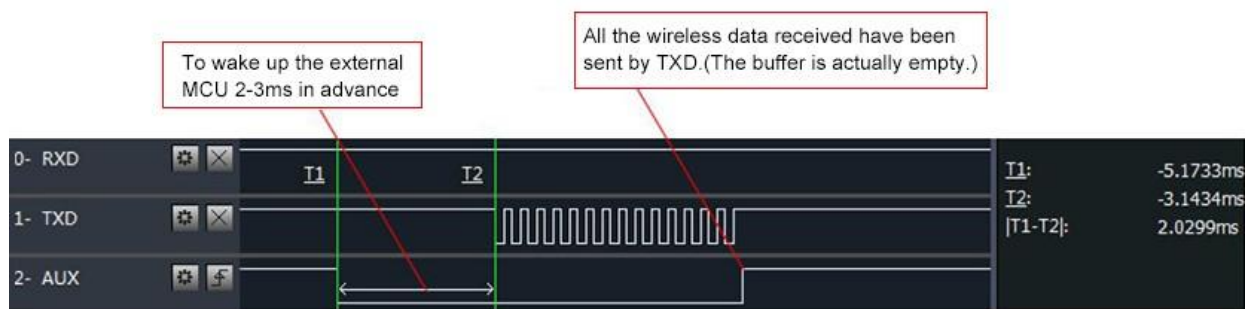 To wake up the external
MCU 2-3ms in advance
All the wireless data received have been
sent by TXD.(The buffer is actually empty.)
0- RXD
T1
T2
1- TXD
2- AUX
T1: -5.1733ms
T2: -3.1434ms
|T1-T2|: 2.0299ms